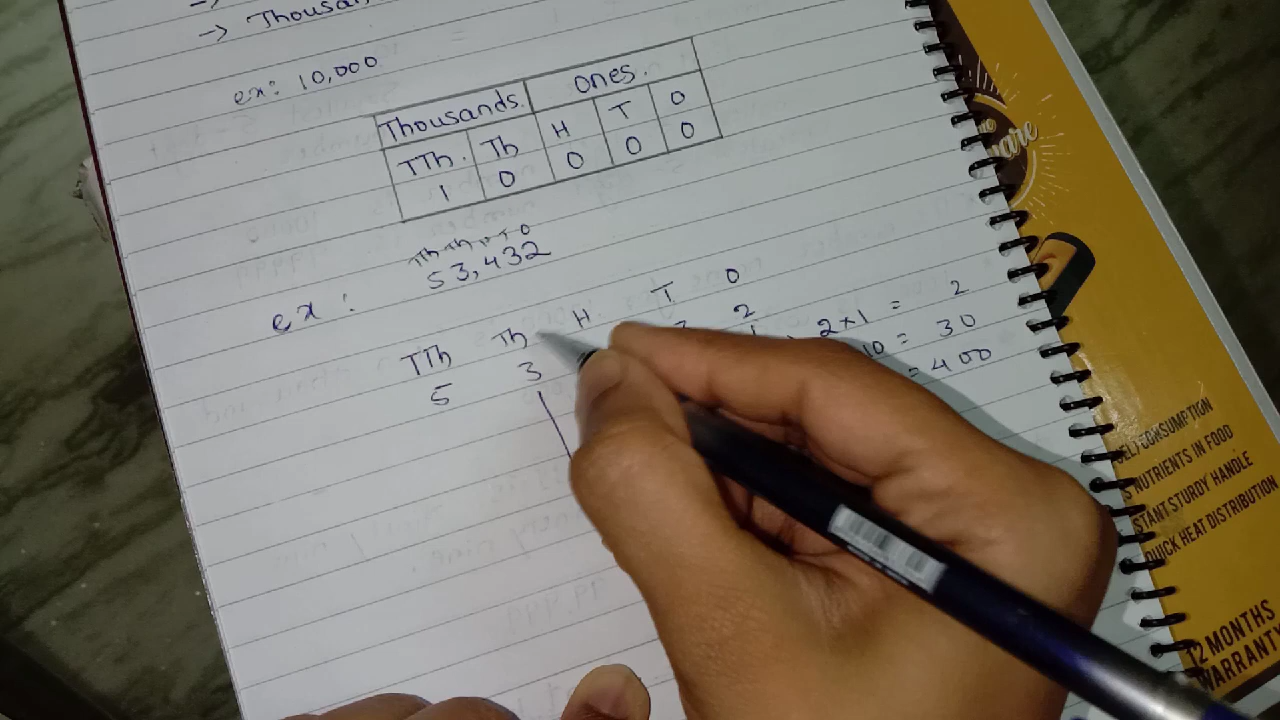 → Thousan
ex: 10,000
Thousands. Ones.
TTh. Th H T O
1 0 0 0 0
TTh Th H T O
ex: 53,432
TTh Th H T O
5 3 2
2×1 = 2
10 = 30
= 400
CONSUMPTION
NUTRIENTS IN FOOD
STANT STURDY HANDLE
QUICK HEAT DISTRIBUTION
12 MONTHS
WARRANTY